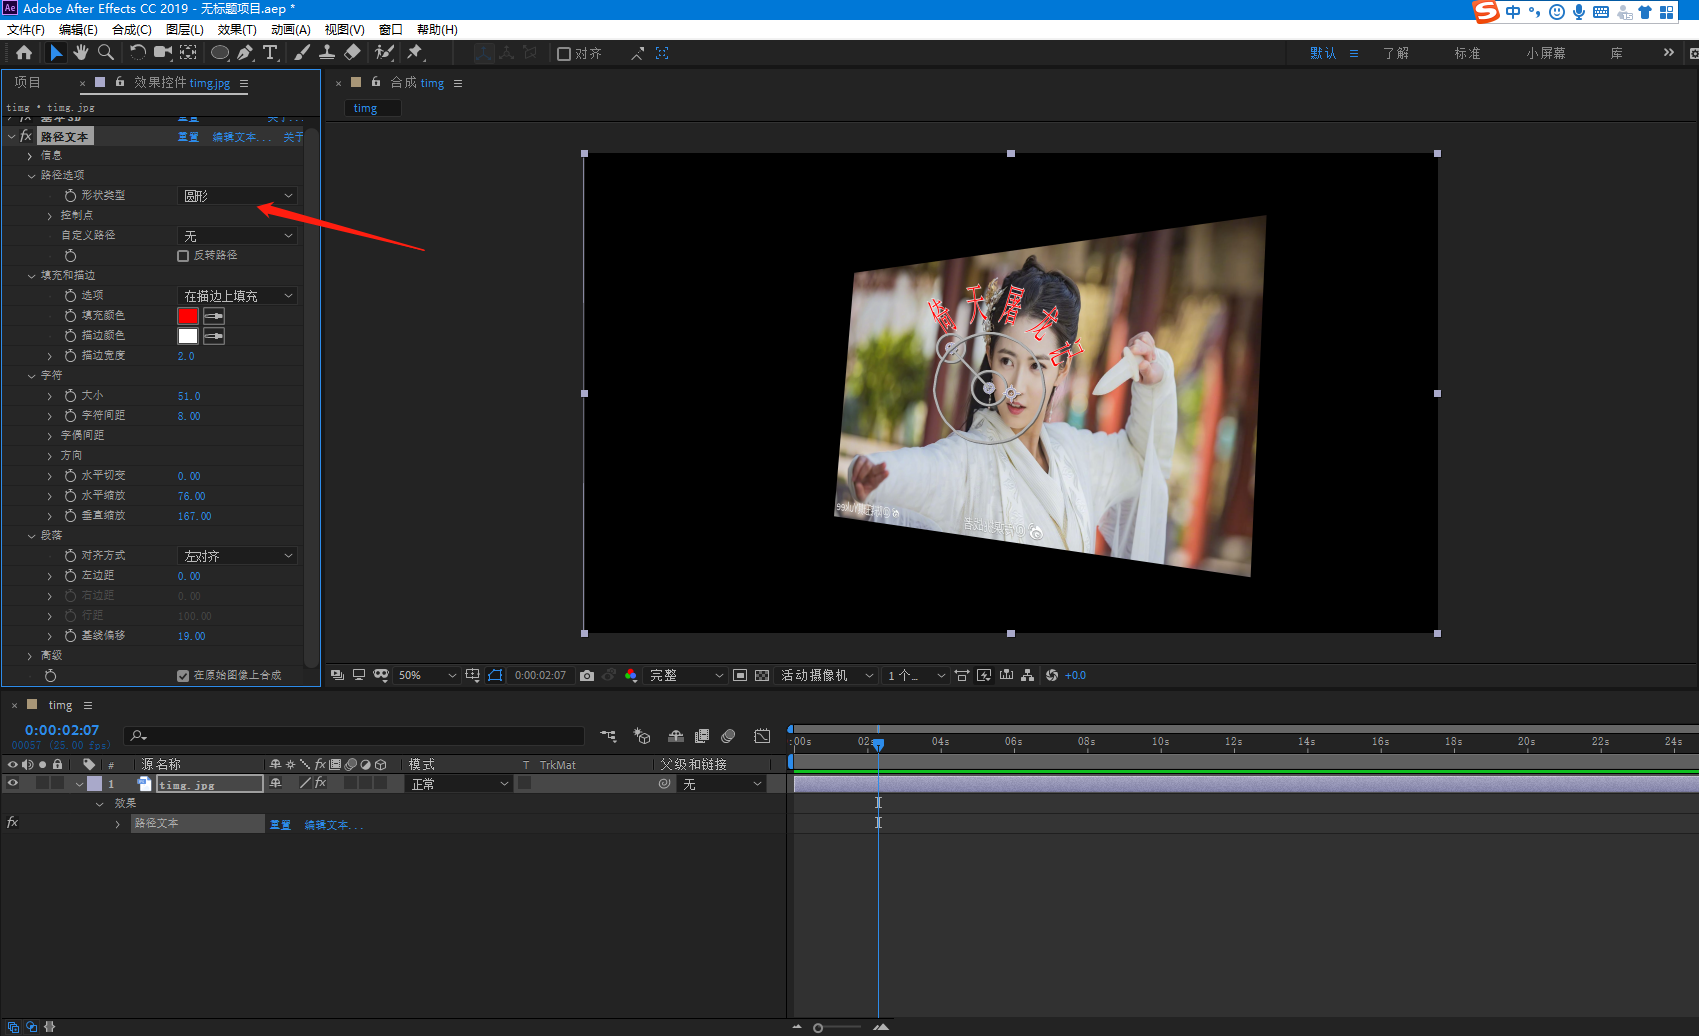 Adobe After Effects CC 2019 - 无标题项目.aep *
中
文件(F) 编辑(E) 合成(C) 图层(L) 效果(T) 动画(A) 视图(V) 窗口 帮助(H)
对齐 默认 了解 标准 小屏幕 库
项目 效果控件 timg.jpg
合成 timg
timg • timg.jpg
timg
基本3D 重置 关于...
fx 路径文本 重置 编辑文本... 关于
信息
路径选项
形状类型 圆形
控制点
自定义路径 无
反转路径
填充和描边
选项 在描边上填充
填充颜色
描边颜色
描边宽度 2.0
字符
大小 51.0
字符间距 8.00
字偶间距
方向
水平切变 0.00
水平缩放 76.00
垂直缩放 167.00
段落
对齐方式 左对齐
左边距 0.00
右边距 0.00
行距 100.00
基线偏移 19.00
高级
在原始图像上合成
倚天屠龙记
50% 0:00:02:07 完整 活动摄像机 1 个... +0.0
timg
0:00:02:07
00057 (25.00 fps)
:00s 02s 04s 06s 08s 10s 12s 14s 16s 18s 20s 22s 24s
# 源名称 fx 模式 T TrkMat 父级和链接
1 timg.jpg fx 正常 无
效果
fx 路径文本 重置 编辑文本...